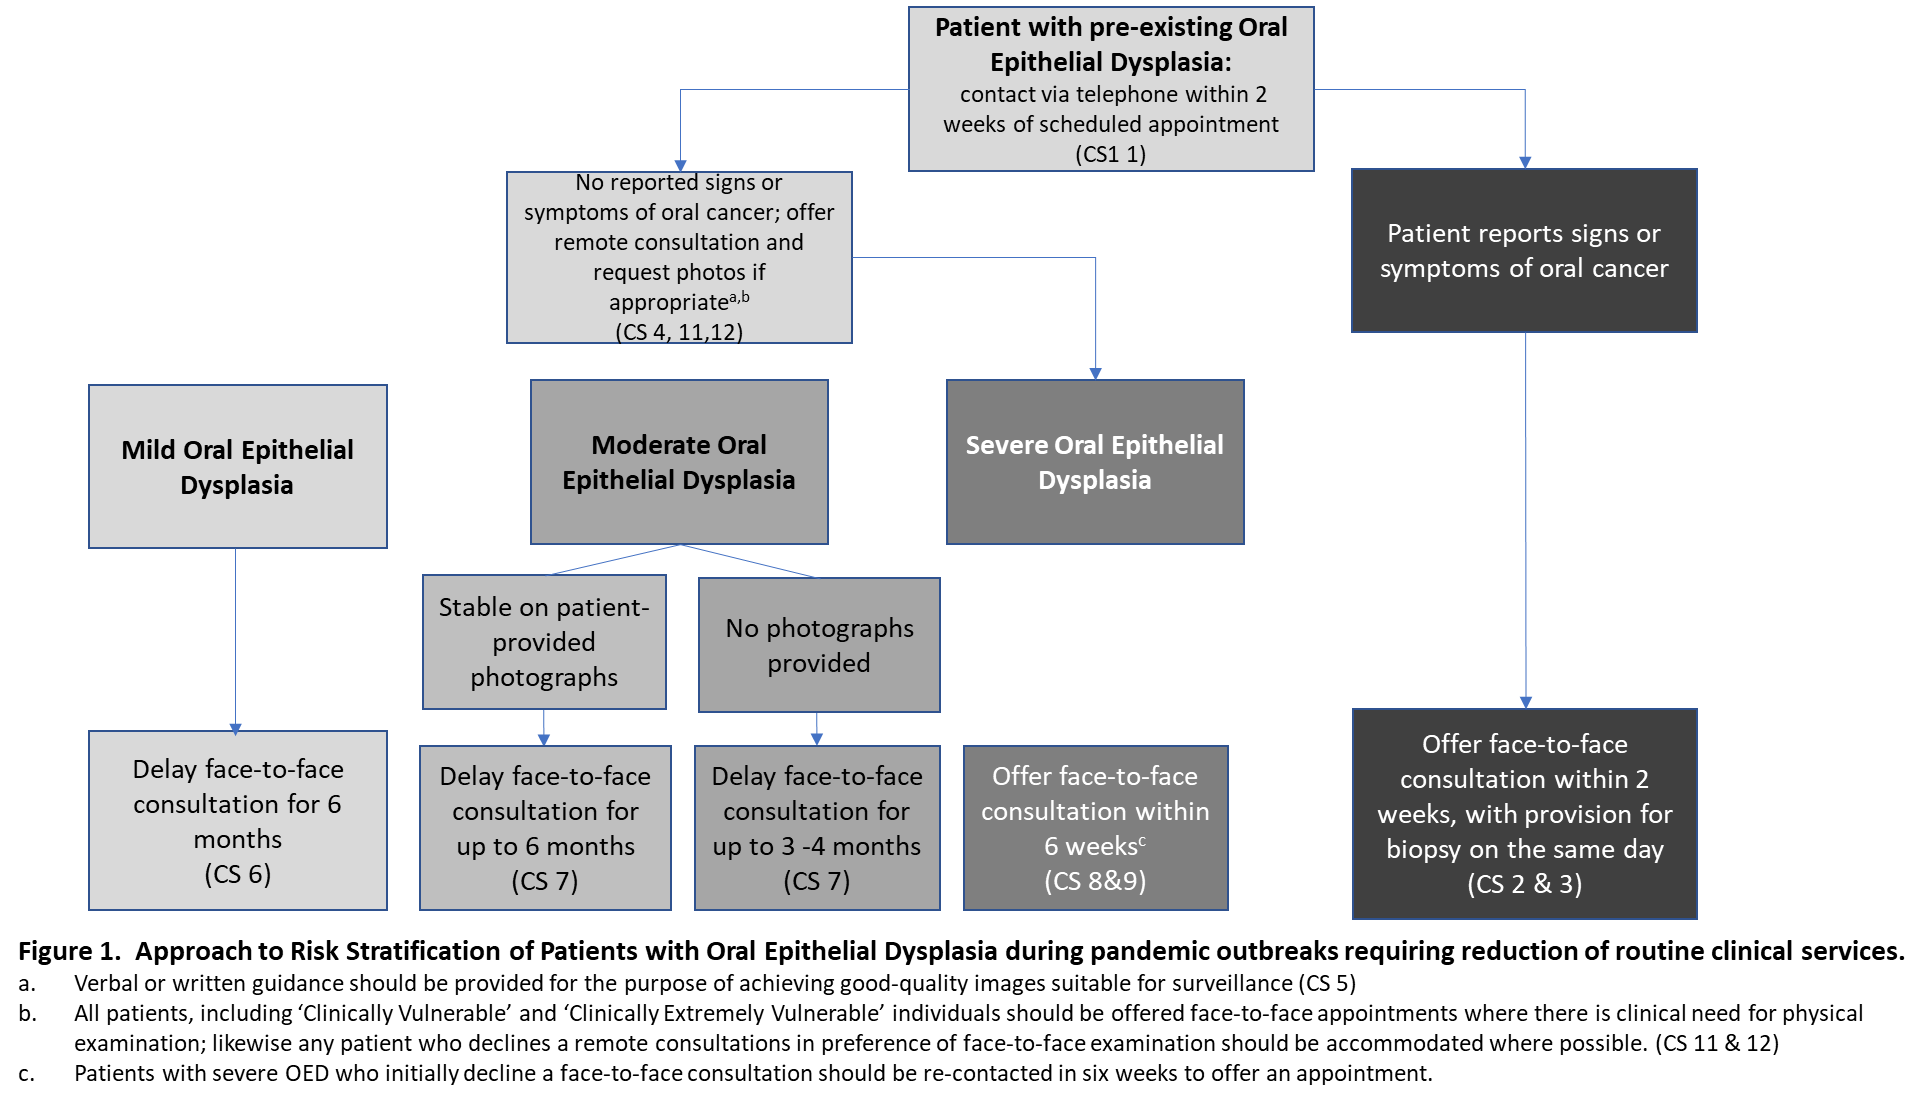 Patient with pre-existing Oral
Epithelial Dysplasia:
contact via telephone within 2
weeks of scheduled appointment
(CS1 1)
No reported signs or
symptoms of oral cancer; offer
remote consultation and
request photos if
appropriatea,b
(CS 4, 11,12)
Patient reports signs or
symptoms of oral cancer
Mild Oral Epithelial
Dysplasia
Moderate Oral
Epithelial Dysplasia
Severe Oral Epithelial
Dysplasia
Stable on patient-
provided
photographs
No photographs
provided
Delay face-to-face
consultation for 6
months
(CS 6)
Delay face-to-face
consultation for
up to 6 months
(CS 7)
Delay face-to-face
consultation for
up to 3 -4 months
(CS 7)
Offer face-to-face
consultation within
6 weeksc
(CS 8&9)
Offer face-to-face
consultation within 2
weeks, with provision for
biopsy on the same day
(CS 2 & 3)
Figure 1. Approach to Risk Stratification of Patients with Oral Epithelial Dysplasia during pandemic outbreaks requiring reduction of routine clinical services.
a. Verbal or written guidance should be provided for the purpose of achieving good-quality images suitable for surveillance (CS 5)
b. All patients, including ‘Clinically Vulnerable’ and ‘Clinically Extremely Vulnerable’ individuals should be offered face-to-face appointments where there is clinical need for physical
examination; likewise any patient who declines a remote consultations in preference of face-to-face examination should be accommodated where possible. (CS 11 & 12)
c. Patients with severe OED who initially decline a face-to-face consultation should be re-contacted in six weeks to offer an appointment.